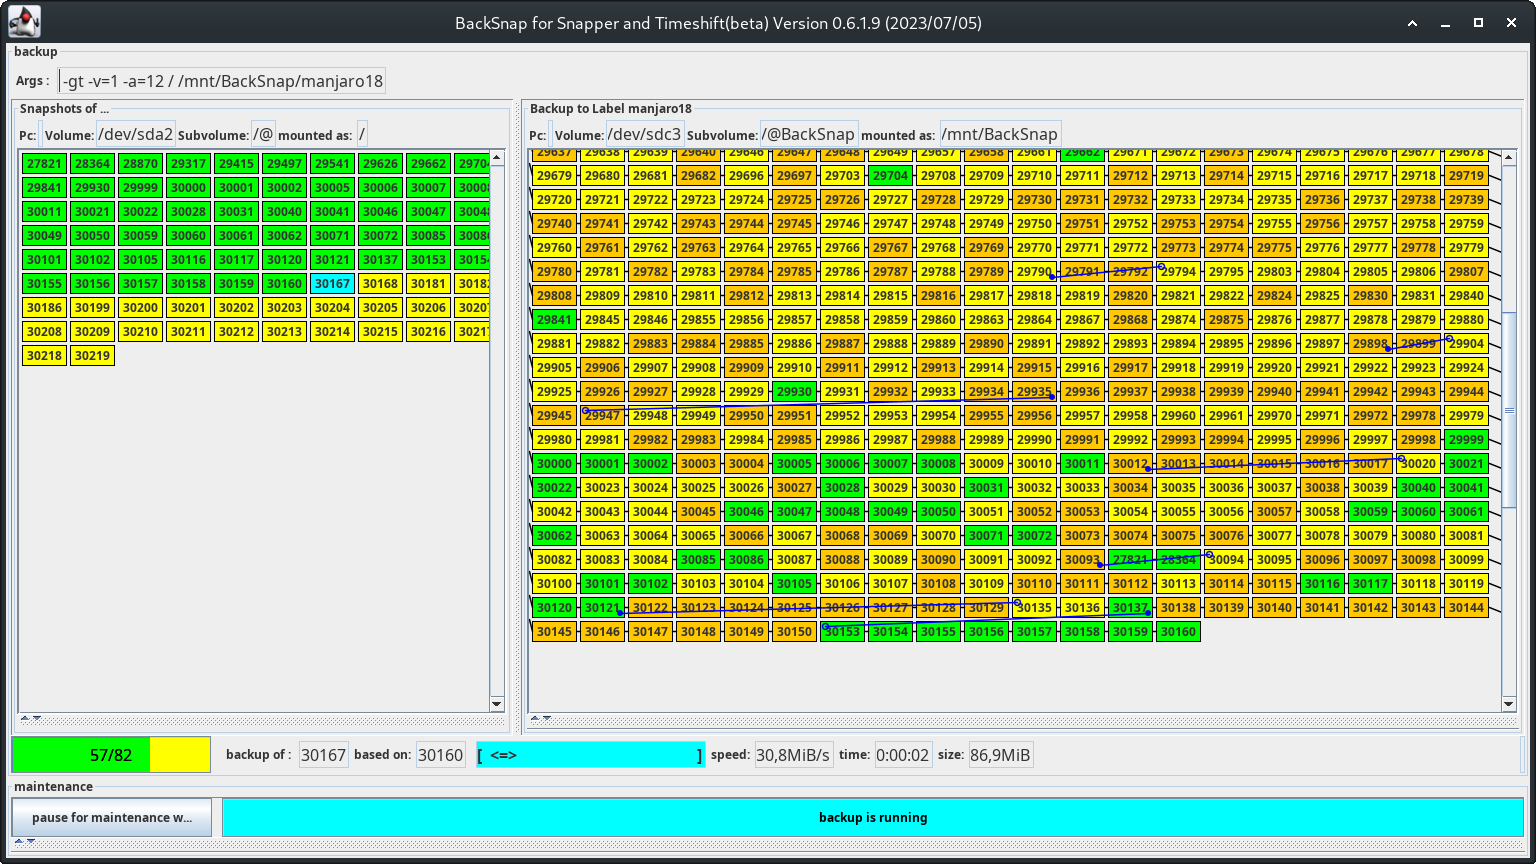 BackSnap for Snapper and Timeshift(beta) Version 0.6.1.9 (2023/07/05)
backup
Args : -gt -v=1 -a=12 / /mnt/BackSnap/manjaro18
Snapshots of ...
Pc: Volume: /dev/sda2 Subvolume: /@ mounted as: /
27821 28364 28870 29317 29415 29497 29541 29626 29662 29704
29841 29930 29999 30000 30001 30002 30005 30006 30007 30008
30011 30021 30022 30028 30031 30040 30041 30046 30047 30048
30049 30050 30059 30060 30061 30062 30071 30072 30085 30086
30101 30102 30105 30116 30117 30120 30121 30137 30153 30154
30155 30156 30157 30158 30159 30160 30167 30168 30181 30182
30186 30199 30200 30201 30202 30203 30204 30205 30206 30207
30208 30209 30210 30211 30212 30213 30214 30215 30216 30217
30218 30219
Backup to Label manjaro18
Pc: Volume: /dev/sdc3 Subvolume: /@BackSnap mounted as: /mnt/BackSnap
29637 29638 29639 29640 29646 29647 29648 29649 29657 29658 29661 29662 29671 29672 29673 29674 29675 29676 29677 29678
29679 29680 29681 29682 29696 29697 29703 29704 29708 29709 29710 29711 29712 29713 29714 29715 29716 29717 29718 29719
29720 29721 29722 29723 29724 29725 29726 29727 29728 29729 29730 29731 29732 29733 29734 29735 29736 29737 29738 29739
29740 29741 29742 29743 29744 29745 29746 29747 29748 29749 29750 29751 29752 29753 29754 29755 29756 29757 29758 29759
29760 29761 29762 29763 29764 29765 29766 29767 29768 29769 29770 29771 29772 29773 29774 29775 29776 29777 29778 29779
29780 29781 29782 29783 29784 29785 29786 29787 29788 29789 29790 29791 29792 29794 29795 29803 29804 29805 29806 29807
29808 29809 29810 29811 29812 29813 29814 29815 29816 29817 29818 29819 29820 29821 29822 29824 29825 29830 29831 29840
29841 29845 29846 29855 29856 29857 29858 29859 29860 29863 29864 29867 29868 29874 29875 29876 29877 29878 29879 29880
29881 29882 29883 29884 29885 29886 29887 29888 29889 29890 29891 29892 29893 29894 29895 29896 29897 29898 29899 29904
29905 29906 29907 29908 29909 29910 29911 29912 29913 29914 29915 29916 29917 29918 29919 29920 29921 29922 29923 29924
29925 29926 29927 29928 29929 29930 29931 29932 29933 29934 29935 29936 29937 29938 29939 29940 29941 29942 29943 29944
29945 29947 29948 29949 29950 29951 29952 29953 29954 29955 29956 29957 29958 29960 29961 29970 29971 29972 29978 29979
29980 29981 29982 29983 29984 29985 29986 29987 29988 29989 29990 29991 29992 29993 29994 29995 29996 29997 29998 29999
30000 30001 30002 30003 30004 30005 30006 30007 30008 30009 30010 30011 30012 30013 30014 30015 30016 30017 30020 30021
30022 30023 30024 30025 30026 30027 30028 30029 30030 30031 30032 30033 30034 30035 30036 30037 30038 30039 30040 30041
30042 30043 30044 30045 30046 30047 30048 30049 30050 30051 30052 30053 30054 30055 30056 30057 30058 30059 30060 30061
30062 30063 30064 30065 30066 30067 30068 30069 30070 30071 30072 30073 30074 30075 30076 30077 30078 30079 30080 30081
30082 30083 30084 30085 30086 30087 30088 30089 30090 30091 30092 30093 27821 28364 30094 30095 30096 30097 30098 30099
30100 30101 30102 30103 30104 30105 30106 30107 30108 30109 30110 30111 30112 30113 30114 30115 30116 30117 30118 30119
30120 30121 30122 30123 30124 30125 30126 30127 30128 30129 30135 30136 30137 30138 30139 30140 30141 30142 30143 30144
30145 30146 30147 30148 30149 30150 30153 30154 30155 30156 30157 30158 30159 30160
57/82 backup of : 30167 based on: 30160 [ <=> ] speed: 30,8MiB/s time: 0:00:02 size: 86,9MiB
maintenance
pause for maintenance w... backup is running